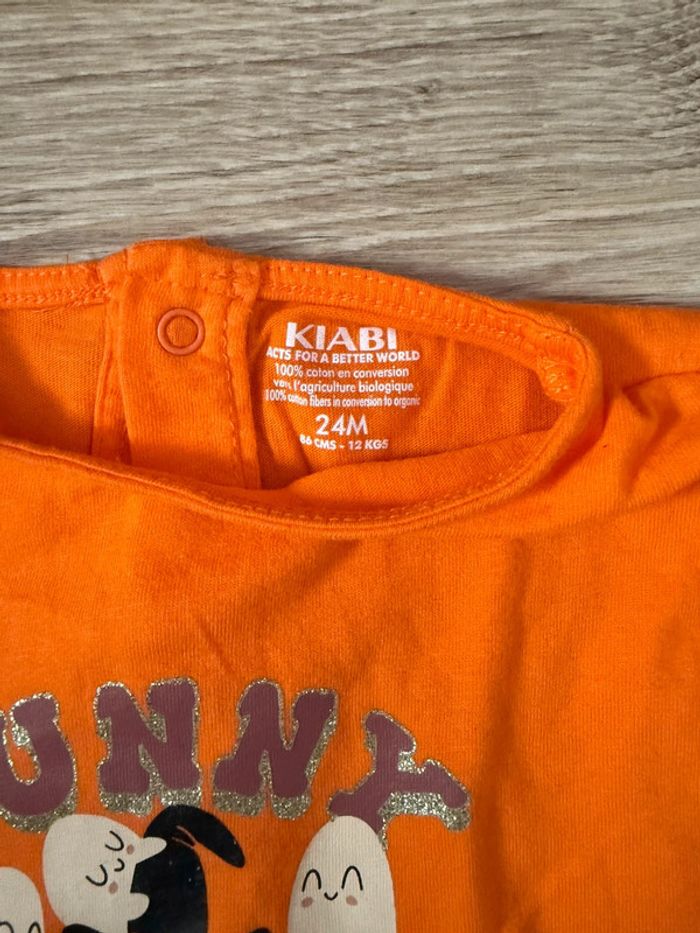 KIABI
ACTS FOR A BETTER WORLD
100% coton en conversion
vers l'agriculture biologique
100% cotton fibers in conversion to organic
24M
86 CMS - 12 KGS
UNNY